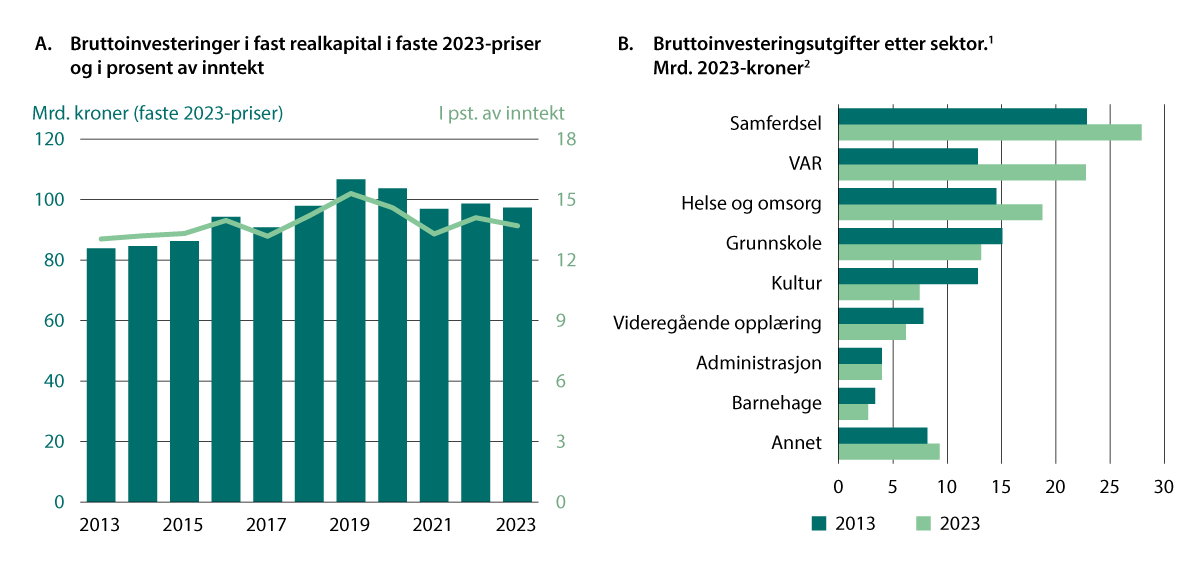 A. Bruttoinvesteringer i fast realkapital i faste 2023-priser
og i prosent av inntekt
Mrd. kroner (faste 2023-priser)
I pst. av inntekt
120
100
80
60
40
20
0
18
15
12
9
6
3
0
2013 2015 2017 2019 2021 2023
B. Bruttoinvesteringsutgifter etter sektor.¹
Mrd. 2023-kroner²
Samferdsel
VAR
Helse og omsorg
Grunnskole
Kultur
Videregående opplæring
Administrasjon
Barnehage
Annet
0 5 10 15 20 25 30
2013 2023